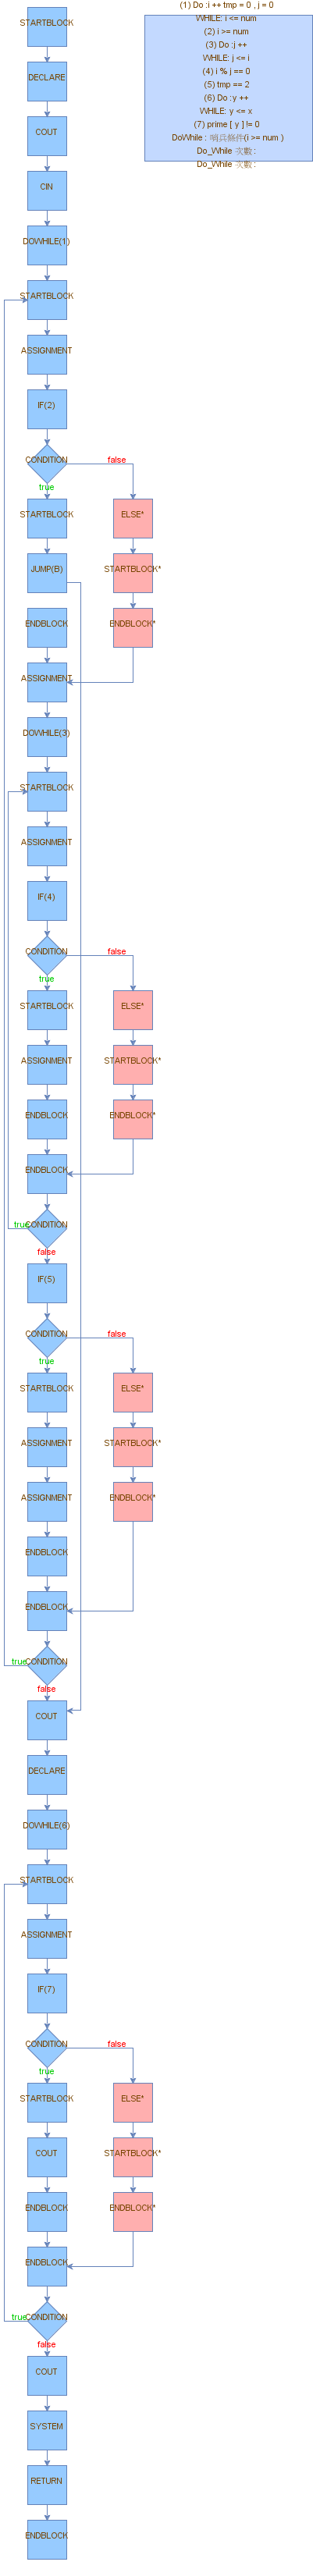 (1) Do :i ++ tmp = 0 , j = 0
WHILE: i <= num
(2) i >= num
(3) Do :j ++
WHILE: j <= i
(4) i % j == 0
(5) tmp == 2
(6) Do :y ++
WHILE: y <= x
(7) prime [ y ] != 0
DoWhile : 哨兵條件(i >= num )
Do_While 次數 :
Do_While 次數 :
STARTBLOCK
DECLARE
COUT
CIN
DOWHILE(1)
STARTBLOCK
ASSIGNMENT
IF(2)
CONDITION
false
true
STARTBLOCK
ELSE*
JUMP(B)
STARTBLOCK*
ENDBLOCK
ENDBLOCK*
ASSIGNMENT
DOWHILE(3)
STARTBLOCK
ASSIGNMENT
IF(4)
CONDITION
false
true
STARTBLOCK
ELSE*
ASSIGNMENT
STARTBLOCK*
ENDBLOCK
ENDBLOCK*
ENDBLOCK
true
CONDITION
false
IF(5)
CONDITION
false
true
STARTBLOCK
ELSE*
ASSIGNMENT
STARTBLOCK*
ASSIGNMENT
ENDBLOCK*
ENDBLOCK
ENDBLOCK
true
CONDITION
false
COUT
DECLARE
DOWHILE(6)
STARTBLOCK
ASSIGNMENT
IF(7)
CONDITION
false
true
STARTBLOCK
ELSE*
COUT
STARTBLOCK*
ENDBLOCK
ENDBLOCK*
ENDBLOCK
true
CONDITION
false
COUT
SYSTEM
RETURN
ENDBLOCK